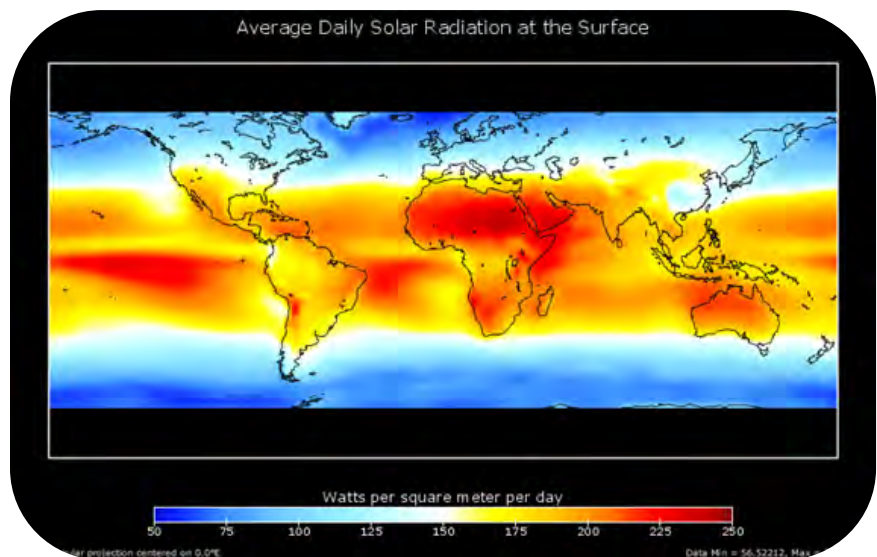 Average Daily Solar Radiation at the Surface
Watts per square meter per day
50 75 100 125 150 175 200 225 250
projection centered on 0.0°E
Data Min = 56.52212, Max